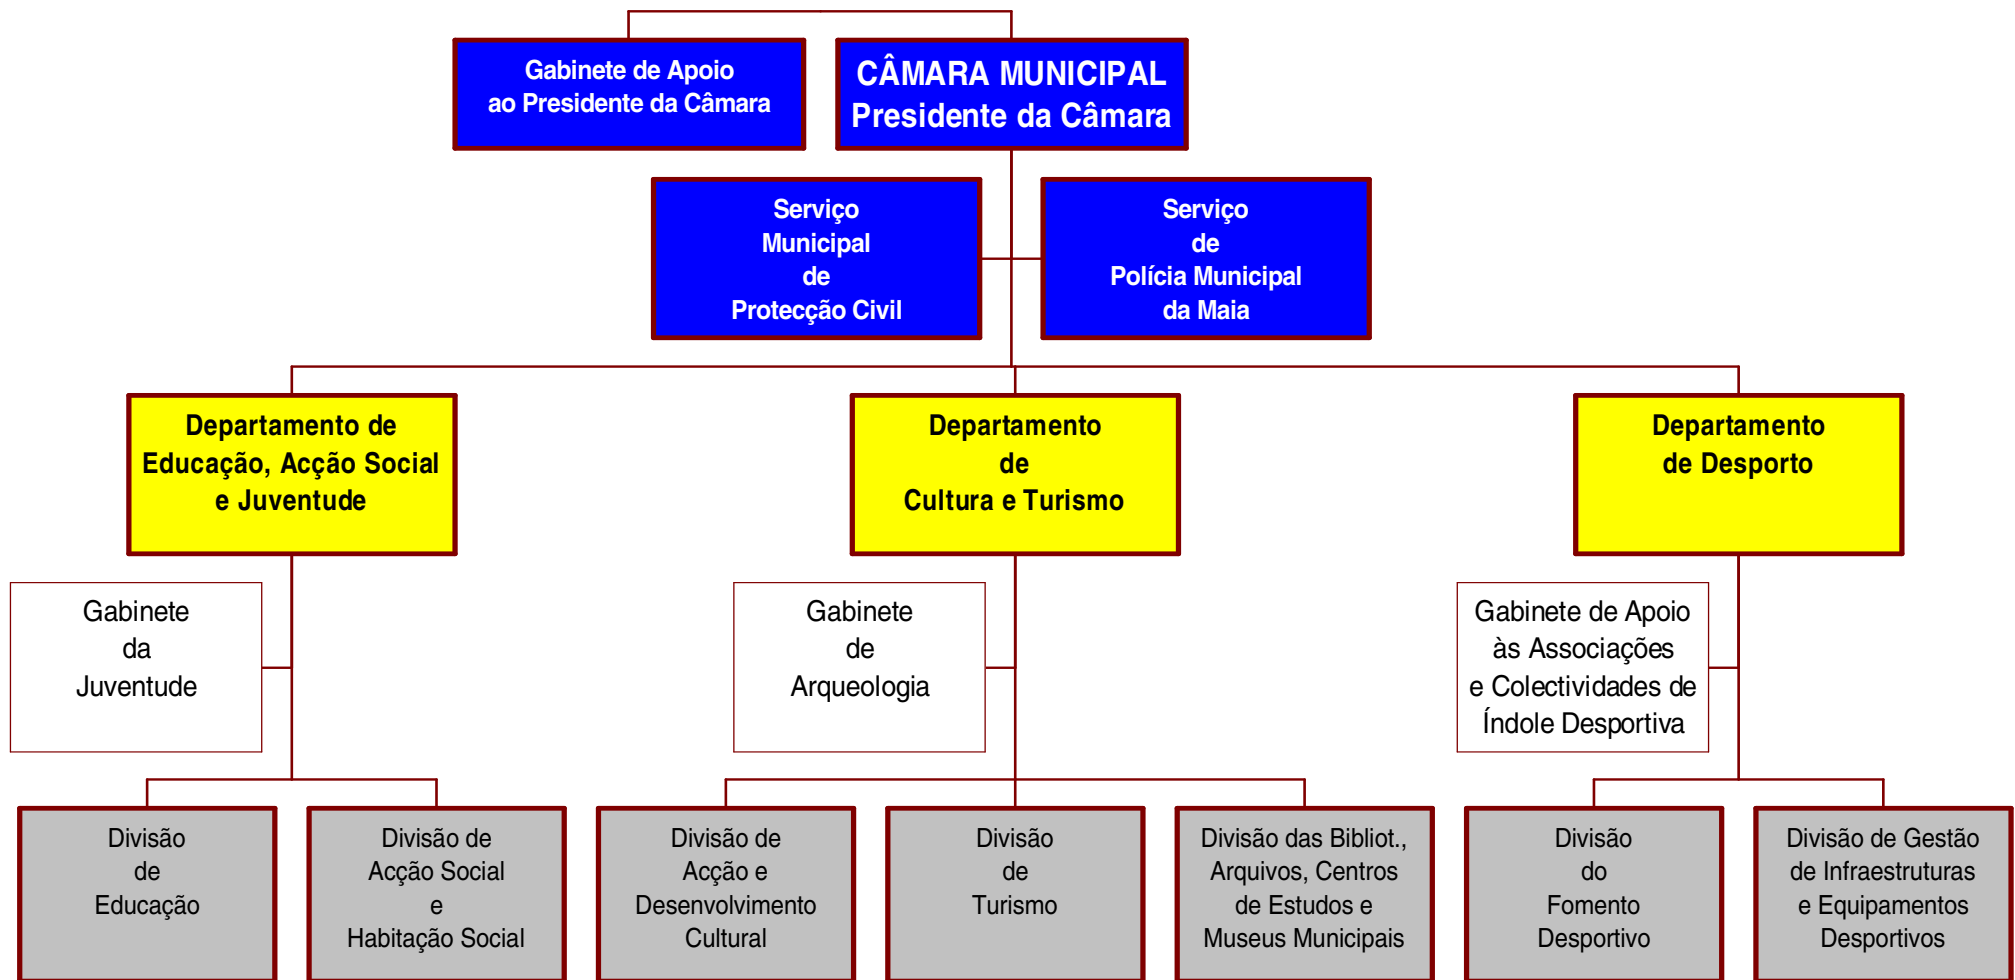 Gabinete de Apoio
ao Presidente da Câmara
CÂMARA MUNICIPAL
Presidente da Câmara
Serviço
Municipal
de
Protecção Civil
Serviço
de
Polícia Municipal
da Maia
Departamento de
Educação, Acção Social
e Juventude
Departamento
de
Cultura e Turismo
Departamento
de Desporto
Gabinete
da
Juventude
Gabinete
de
Arqueologia
Gabinete de Apoio
às Associações
e Colectividades de
Índole Desportiva
Divisão
de
Educação
Divisão de
Acção Social
e
Habitação Social
Divisão de
Acção e
Desenvolvimento
Cultural
Divisão
de
Turismo
Divisão das Bibliot.,
Arquivos, Centros
de Estudos e
Museus Municipais
Divisão
do
Fomento
Desportivo
Divisão de Gestão
de Infraestruturas
e Equipamentos
Desportivos